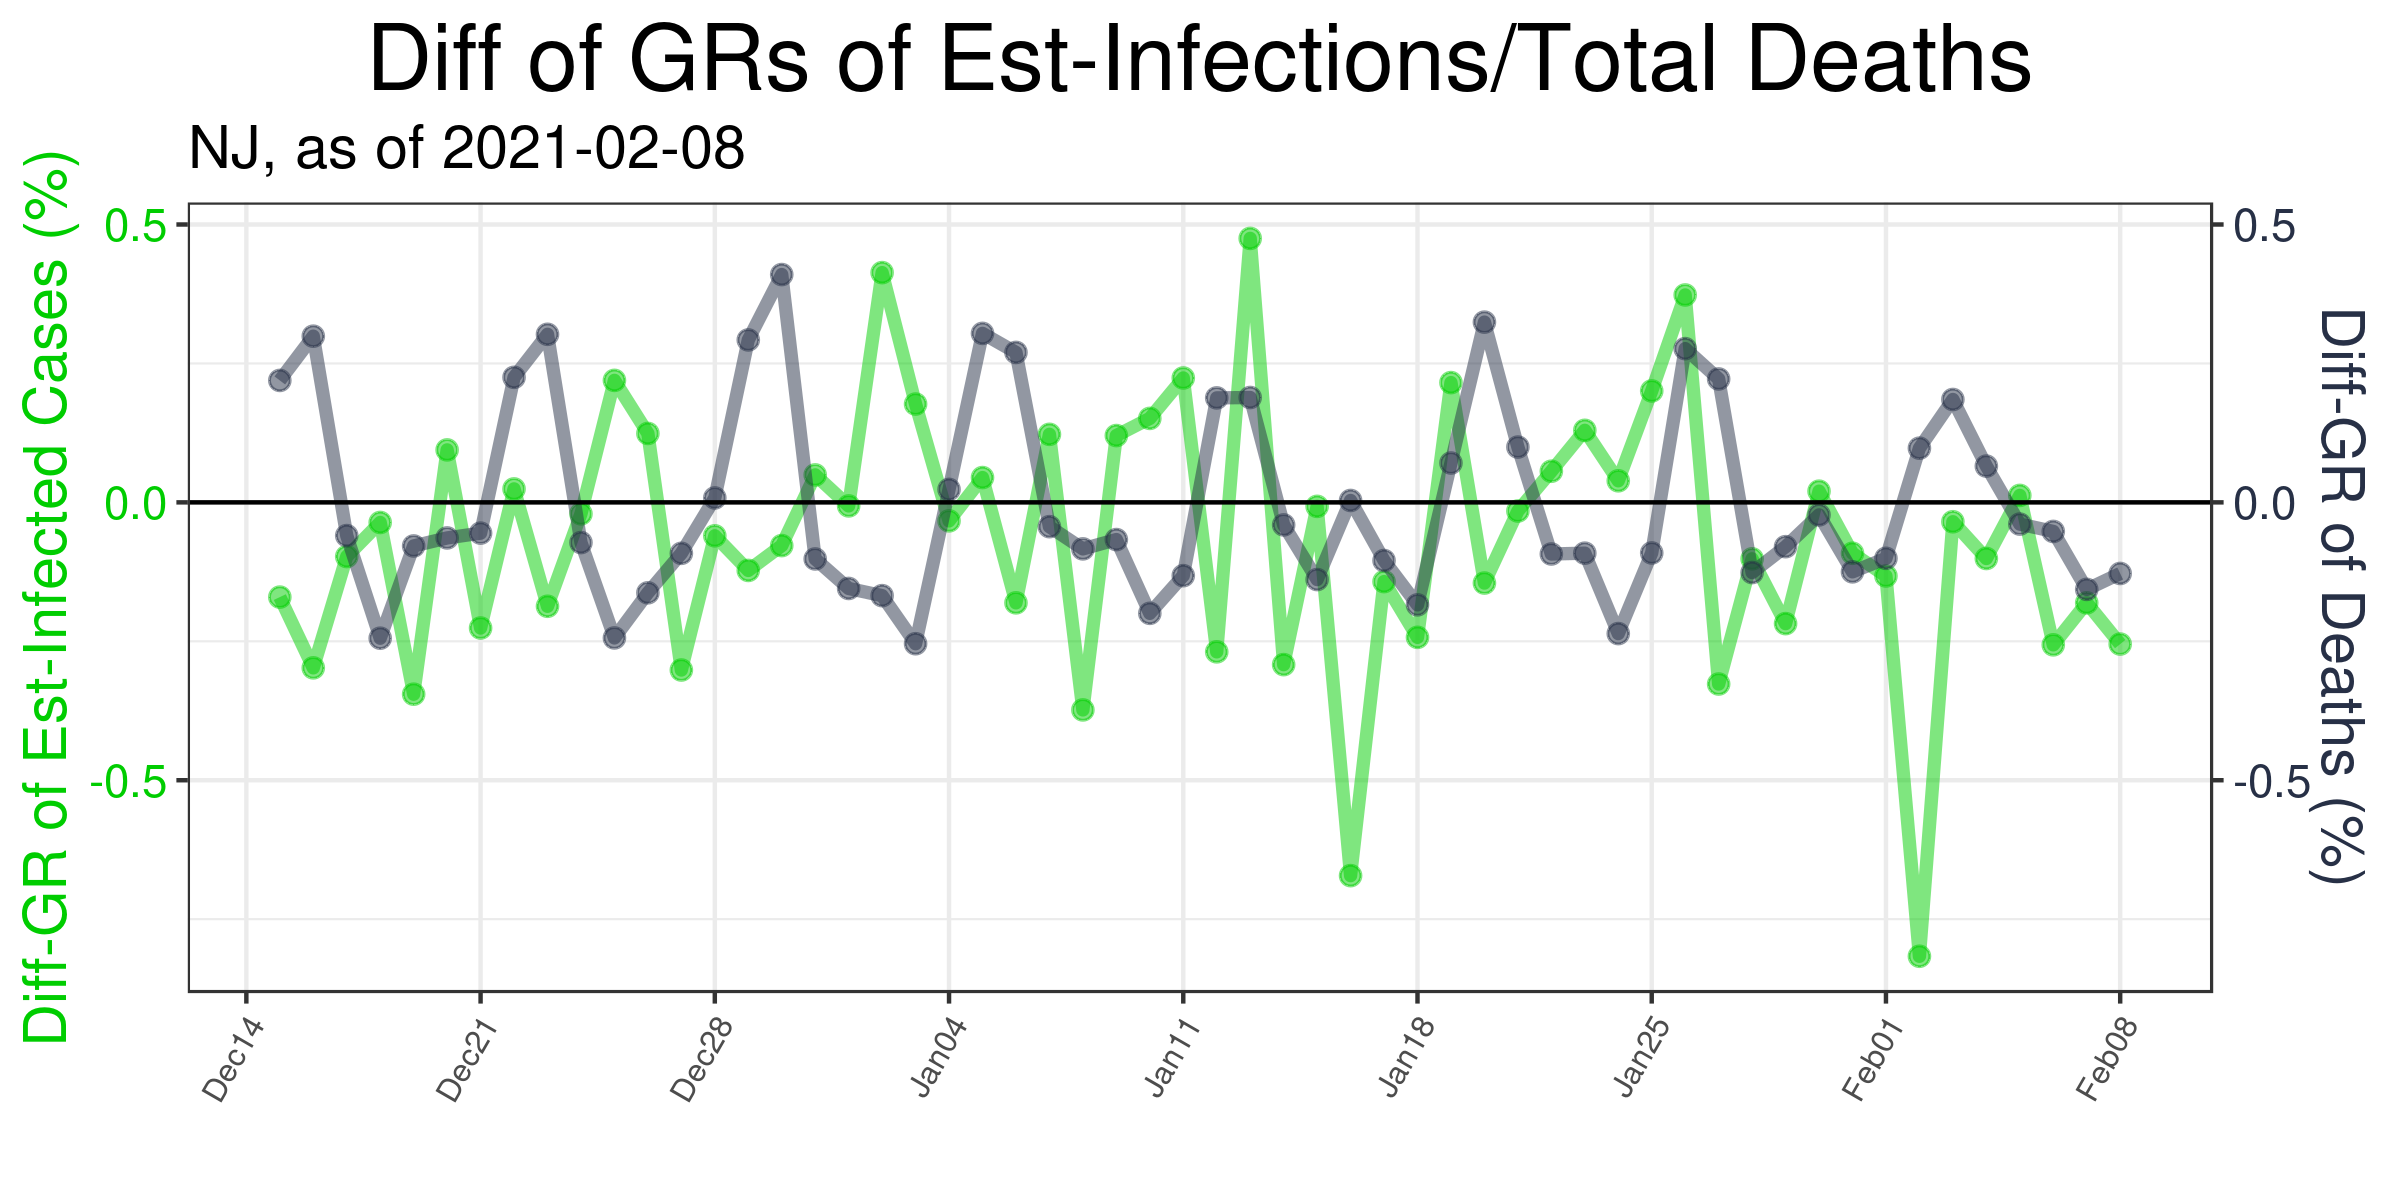 Diff of GRs of Est-Infections/Total Deaths
NJ, as of 2021-02-08
Diff-GR of Est-Infected Cases (%)
0.5
0.0
-0.5
0.5
0.0
-0.5
Diff-GR of Deaths (%)
Dec14
Dec21
Dec28
Jan04
Jan11
Jan18
Jan25
Feb01
Feb08